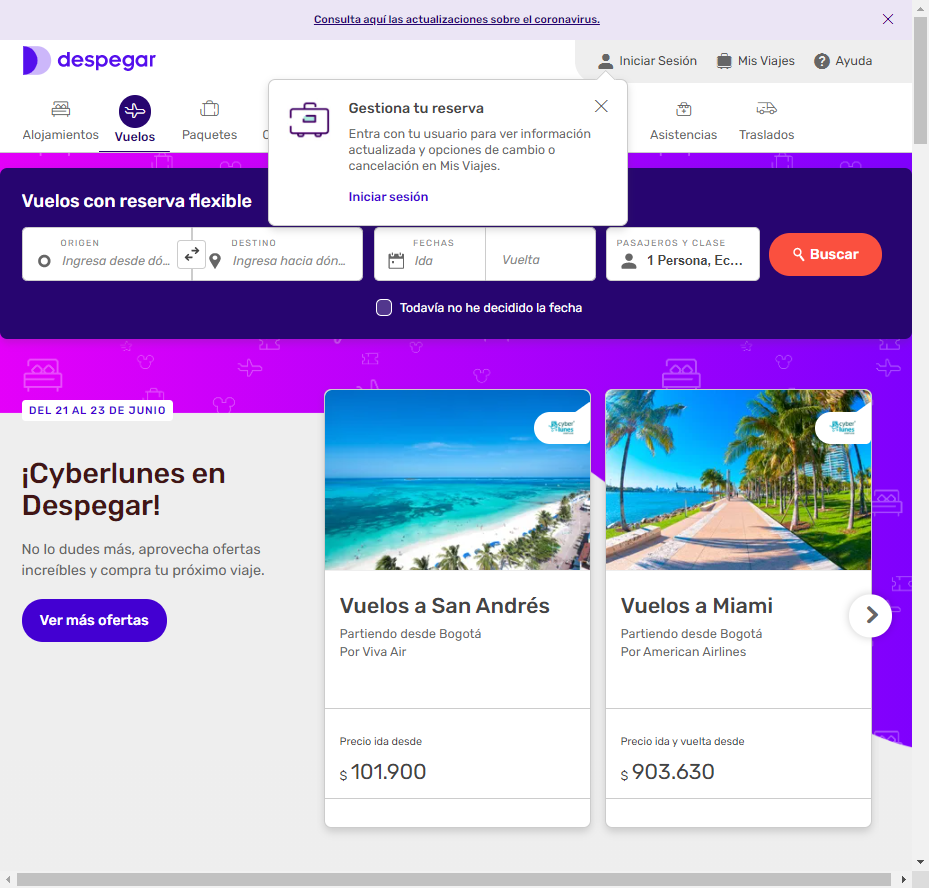 Consulta aquí las actualizaciones sobre el coronavirus.
despegar
Iniciar Sesión
Mis Viajes
Ayuda
Alojamientos
Vuelos
Paquetes
Asistencias
Traslados
Gestiona tu reserva
Entra con tu usuario para ver información
actualizada y opciones de cambio o
cancelación en Mis Viajes.
Iniciar sesión
Vuelos con reserva flexible
ORIGEN
Ingresa desde dó...
DESTINO
Ingresa hacia dón...
FECHAS
Ida
Vuelta
PASAJEROS Y CLASE
1 Persona, Ec...
Buscar
Todavía no he decidido la fecha
DEL 21 AL 23 DE JUNIO
¡Cyberlunes en
Despegar!
No lo dudes más, aprovecha ofertas
increíbles y compra tu próximo viaje.
Ver más ofertas
cyber
lunes
Vuelos a San Andrés
Partiendo desde Bogotá
Por Viva Air
Precio ida desde
$ 101.900
cyber
lunes
Vuelos a Miami
Partiendo desde Bogotá
Por American Airlines
Precio ida y vuelta desde
$ 903.630